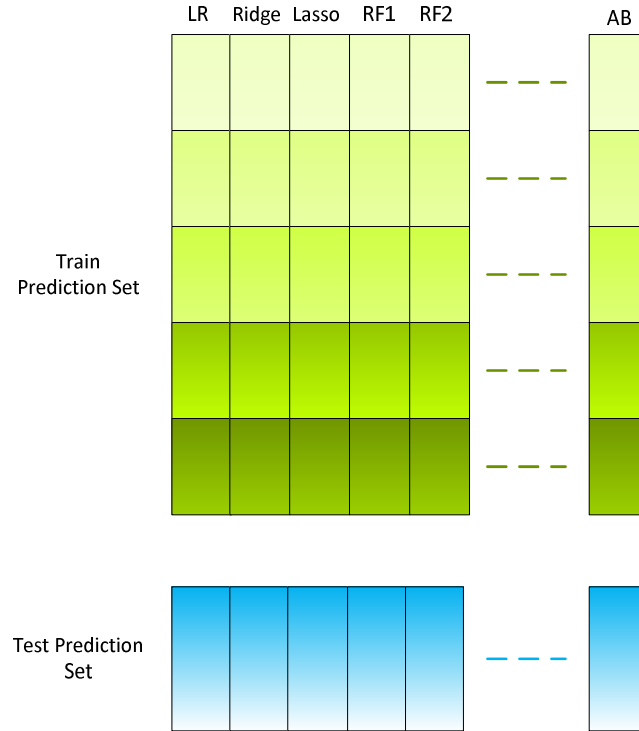 LR Ridge Lasso RF1 RF2 AB
Train
Prediction Set
Test Prediction
Set